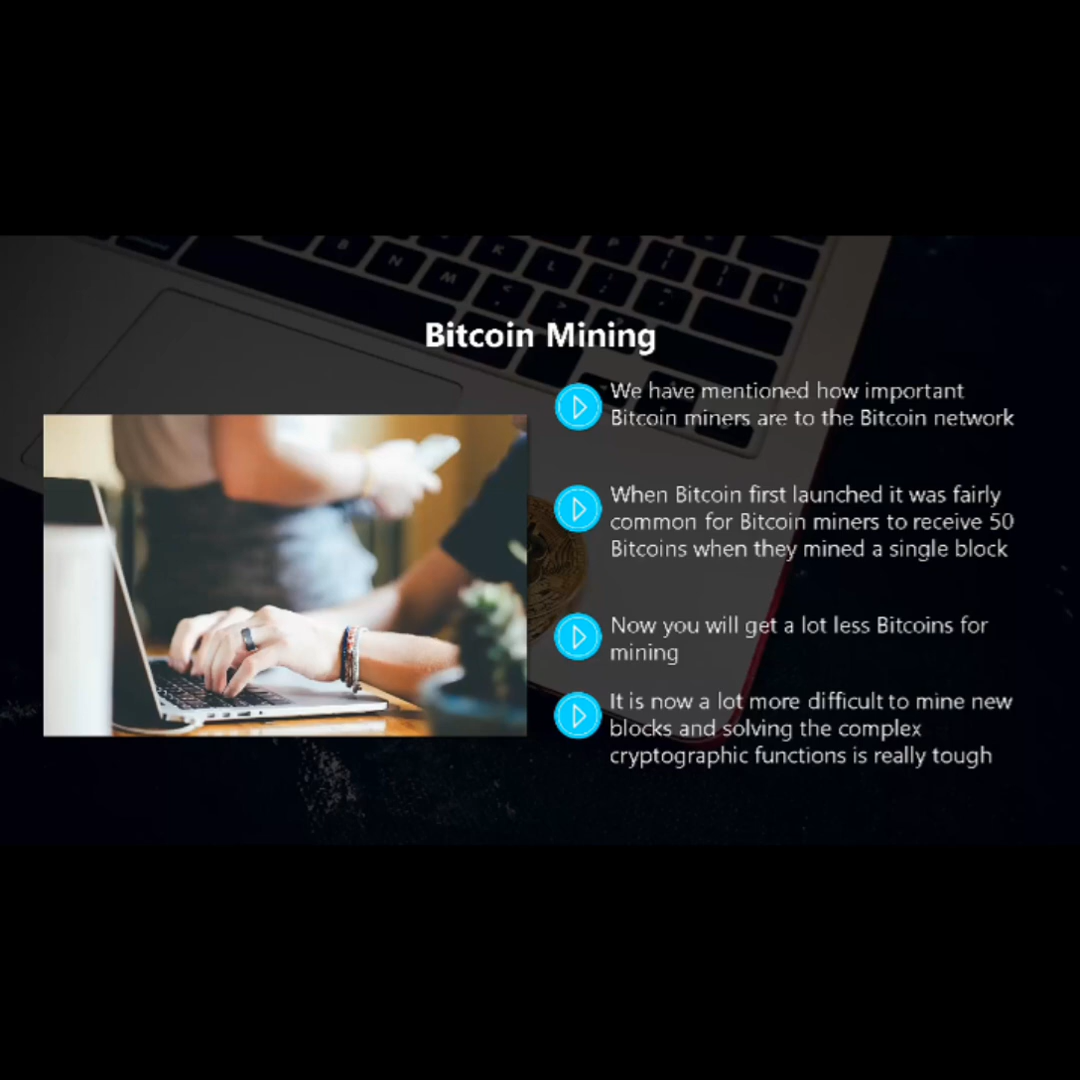 Bitcoin Mining
We have mentioned how important
Bitcoin miners are to the Bitcoin network
When Bitcoin first launched it was fairly
common for Bitcoin miners to receive 50
Bitcoins when they mined a single block
Now you will get a lot less Bitcoins for
mining
It is now a lot more difficult to mine new
blocks and solving the complex
cryptographic functions is really tough